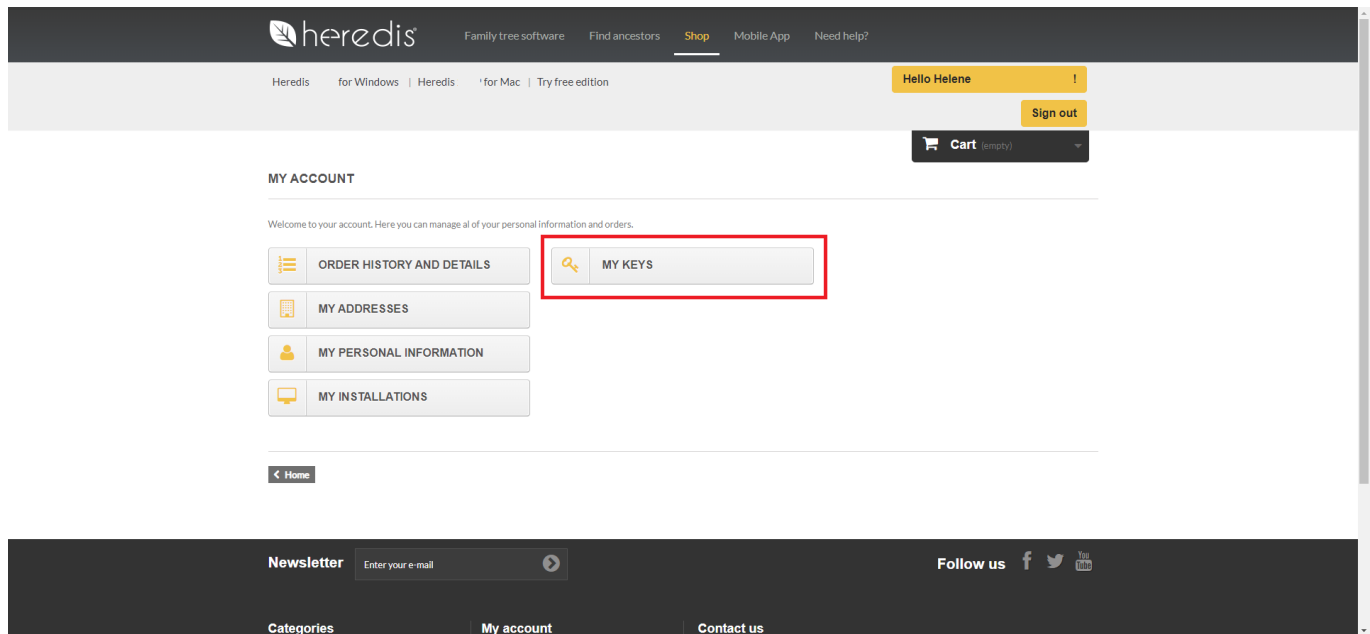 heredis
Family tree software Find ancestors Shop Mobile App Need help?
Heredis for Windows | Heredis ' for Mac | Try free edition
Hello Helene !
Sign out
Cart (empty)
MY ACCOUNT
Welcome to your account. Here you can manage al of your personal information and orders.
ORDER HISTORY AND DETAILS
MY KEYS
MY ADDRESSES
MY PERSONAL INFORMATION
MY INSTALLATIONS
Home
Newsletter Enter your e-mail
Follow us You Tube
Categories My account Contact us